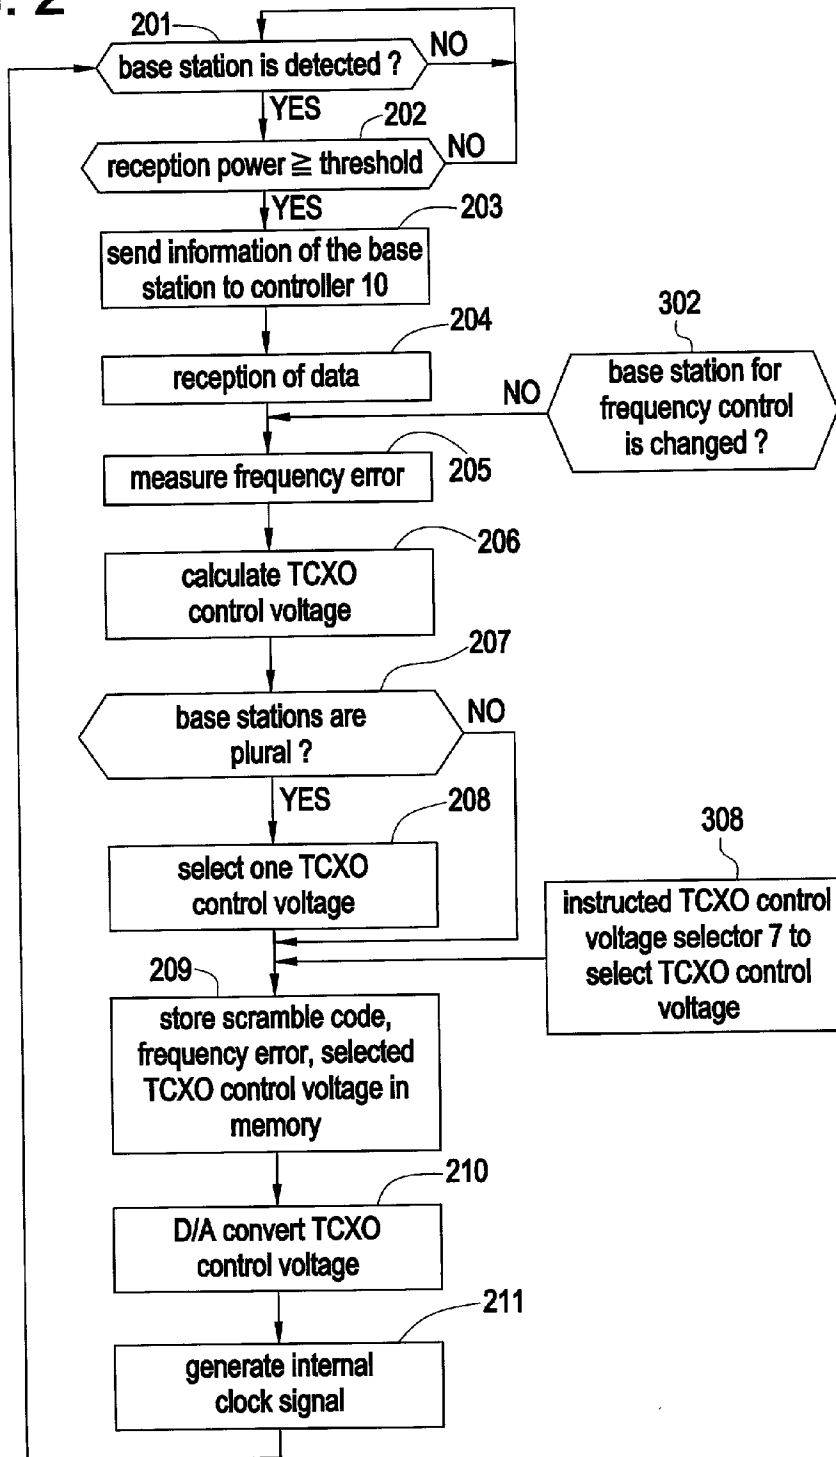 . 2
201
base station is detected ?
NO
YES
202
reception power ≧ threshold
NO
YES
203
send information of the base
station to controller 10
204
reception of data
302
base station for
frequency control
is changed ?
NO
measure frequency error
205
206
calculate TCXO
control voltage
207
base stations are
plural ?
NO
YES
208
select one TCXO
control voltage
308
instructed TCXO control
voltage selector 7 to
select TCXO control
voltage
209
store scramble code,
frequency error, selected
TCXO control voltage in
memory
210
D/A convert TCXO
control voltage
211
generate internal
clock signal